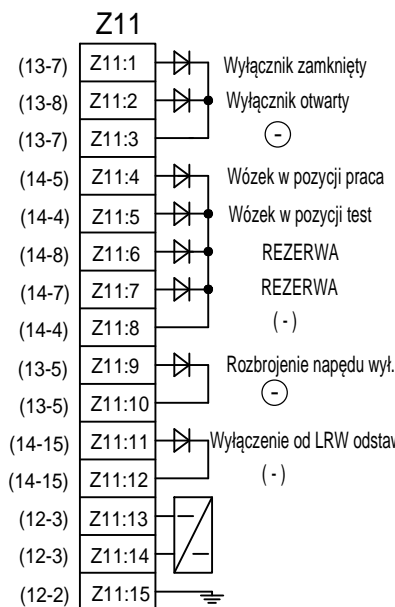 Z11
(13-7) Z11:1 Wyłącznik zamknięty
(13-8) Z11:2 Wyłącznik otwarty
(13-7) Z11:3 -
(14-5) Z11:4 Wózek w pozycji praca
(14-4) Z11:5 Wózek w pozycji test
(14-8) Z11:6 REZERWA
(14-7) Z11:7 REZERWA
(14-4) Z11:8 (-)
(13-5) Z11:9 Rozbrojenie napędu wył.
(13-5) Z11:10 -
(14-15) Z11:11 Wyłączenie od LRW odstaw
(14-15) Z11:12 (-)
(12-3) Z11:13
(12-3) Z11:14
(12-2) Z11:15